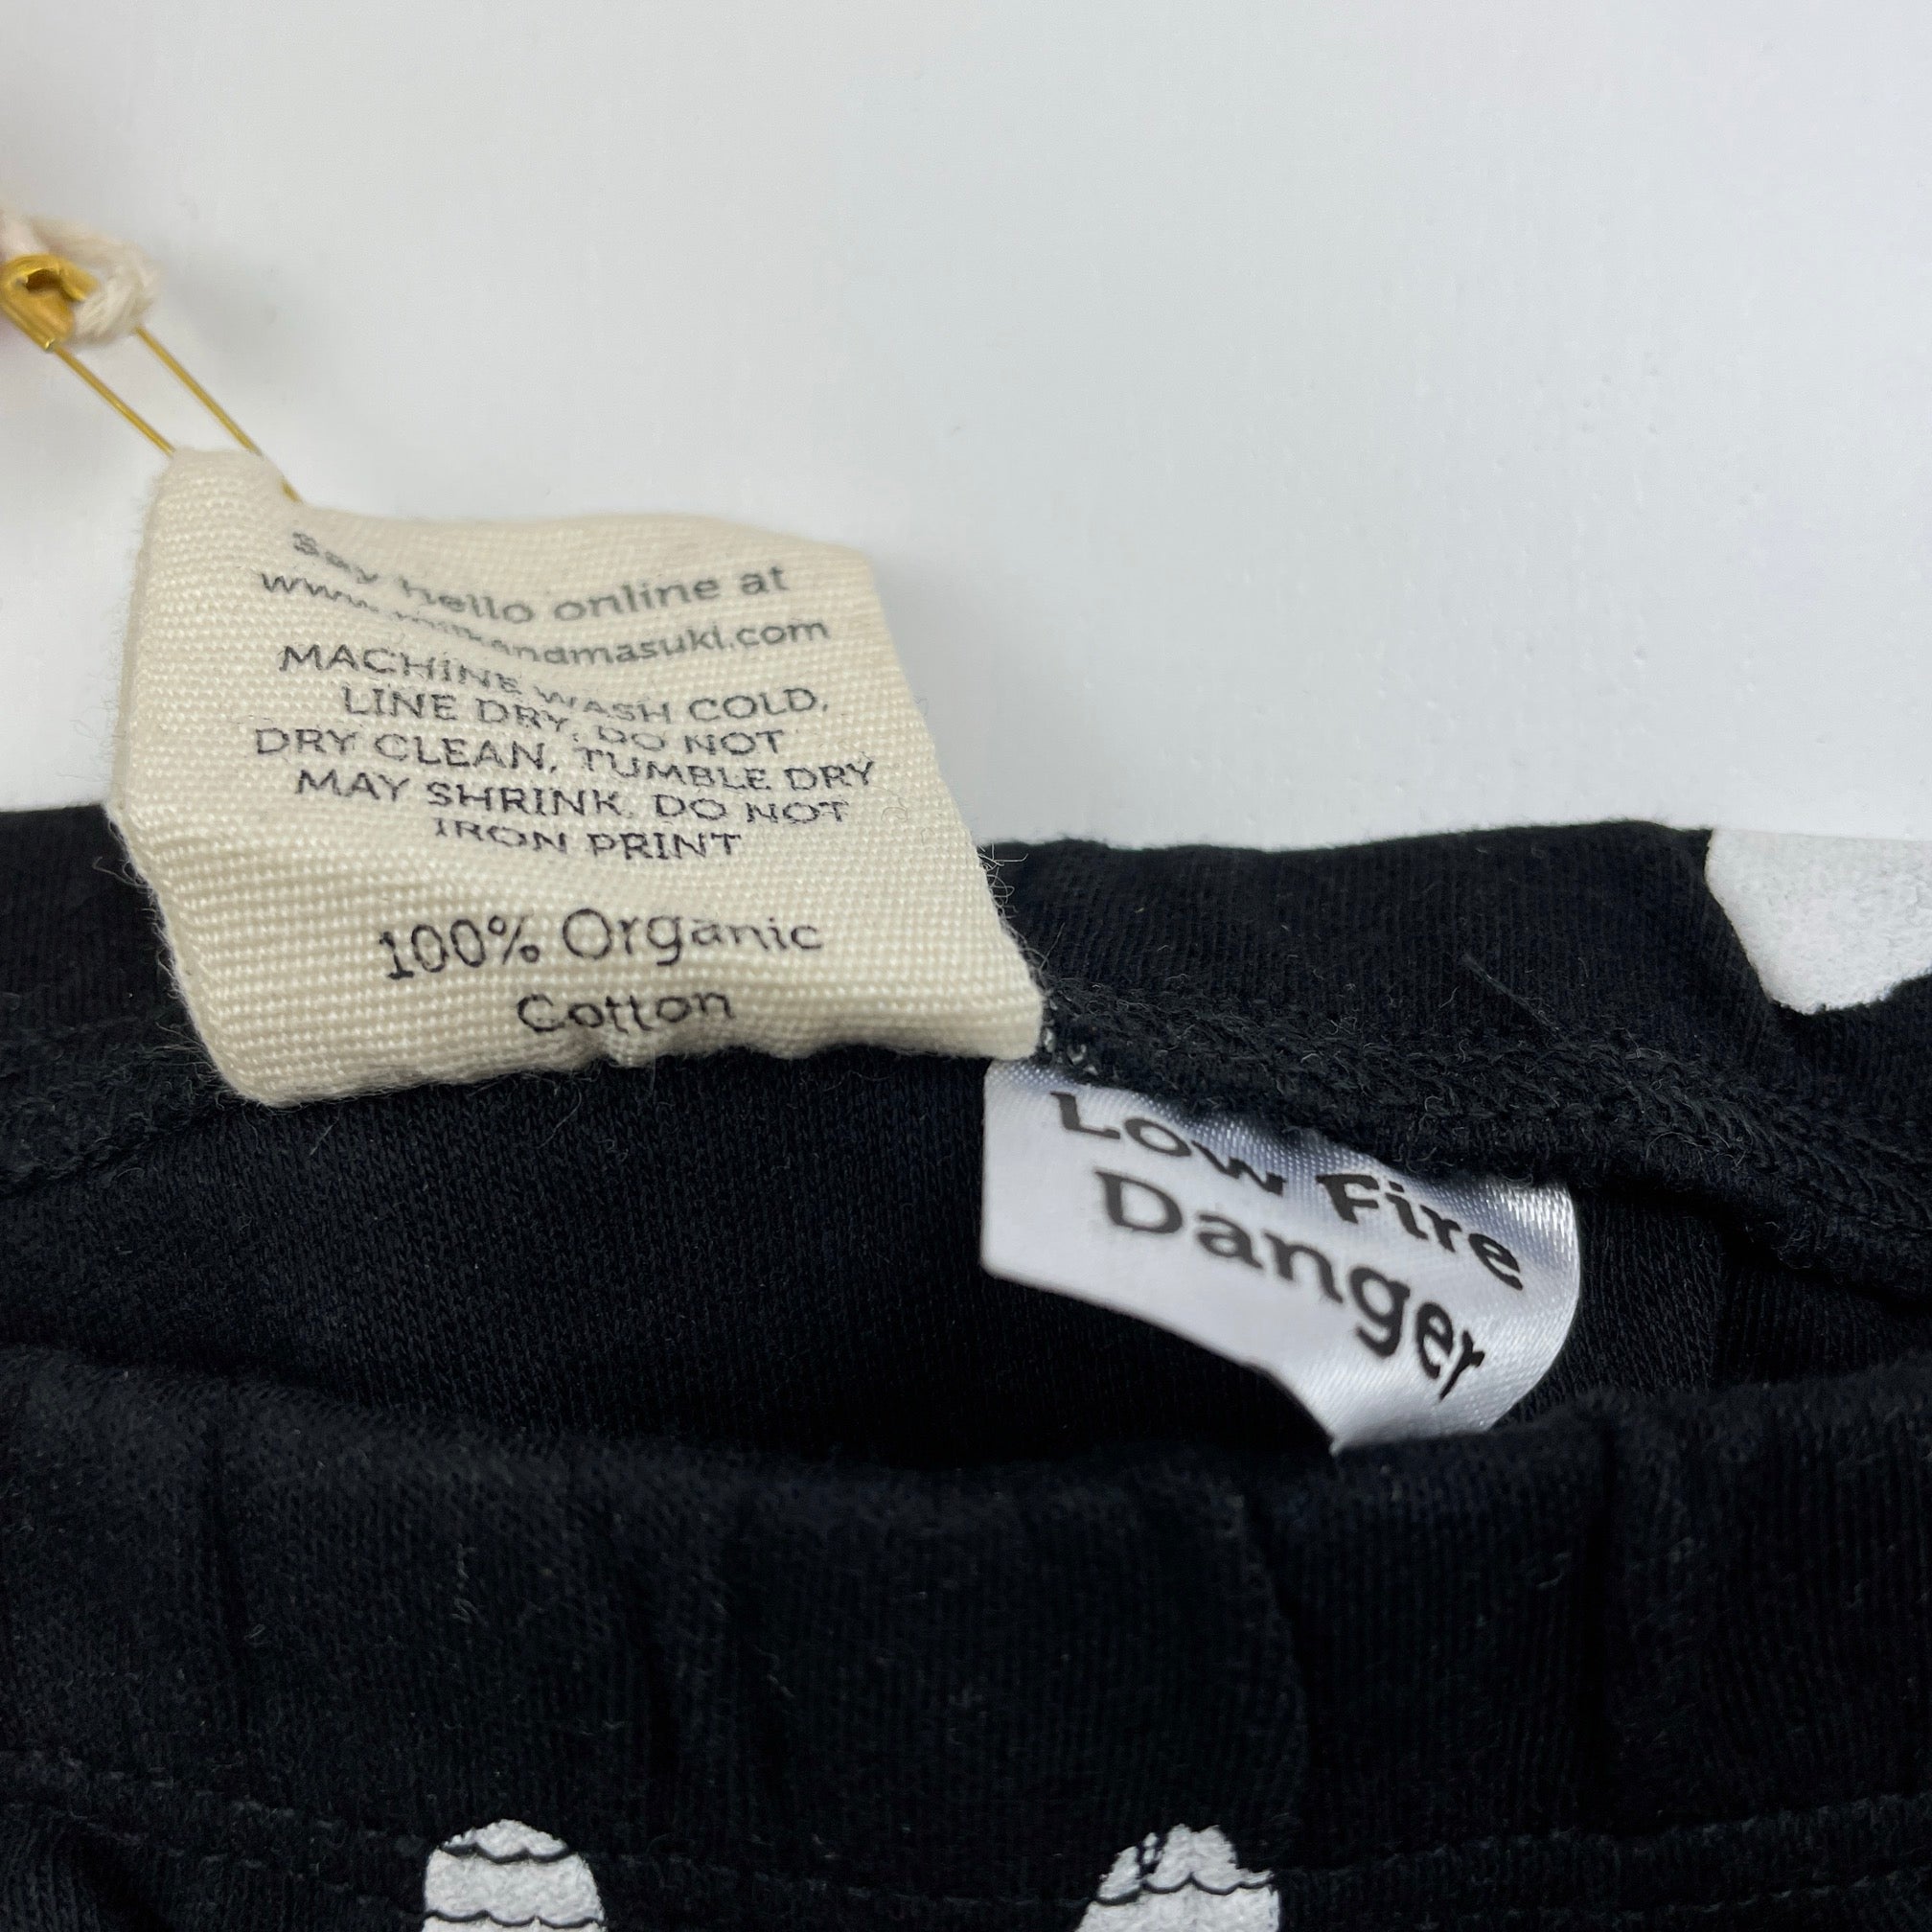 Say hello online at
www.milkandmasuki.com
MACHINE WASH COLD,
LINE DRY, DO NOT
DRY CLEAN, TUMBLE DRY
MAY SHRINK, DO NOT
IRON PRINT
100% Organic
Cotton
Low Fire
Danger